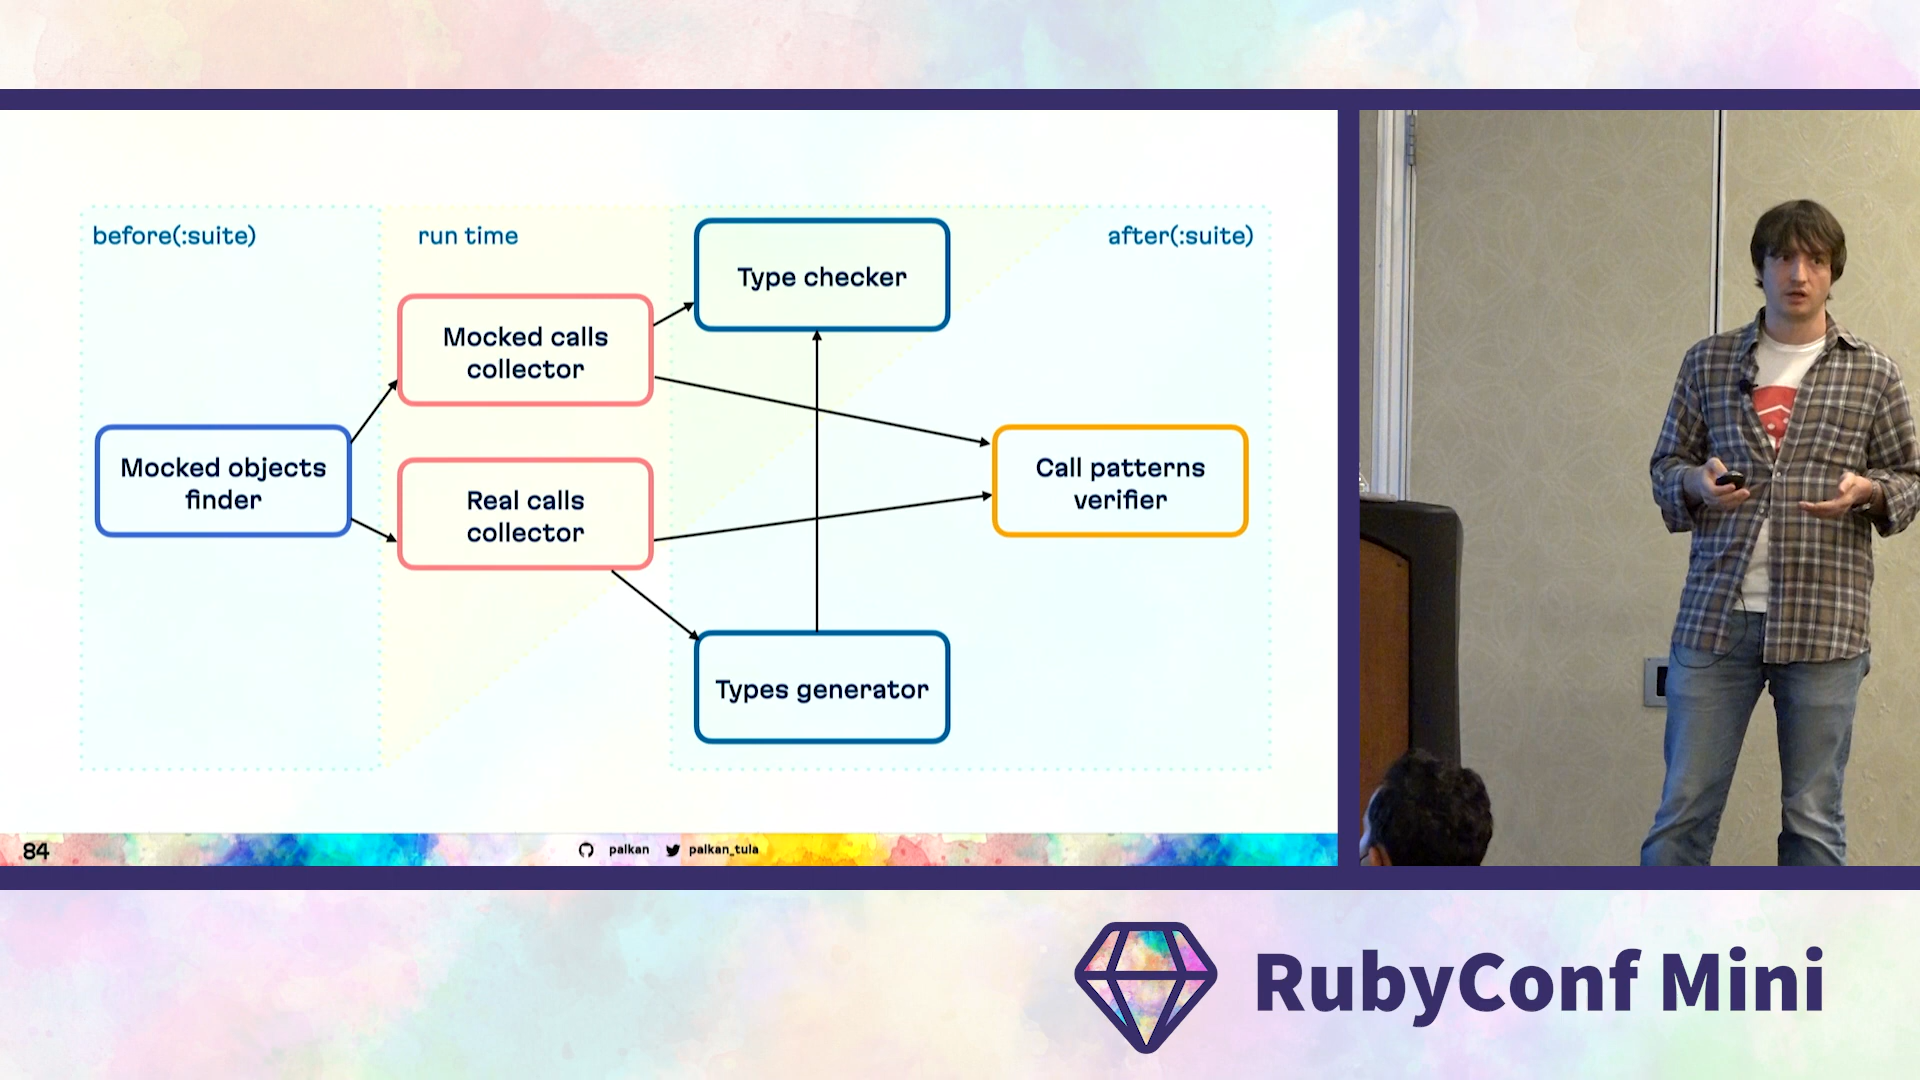 before(:suite)
run time
after(:suite)
Type checker
Mocked calls
collector
Mocked objects
finder
Real calls
collector
Call patterns
verifier
Types generator
84
palkan
palkan_tula
RubyConf Mini